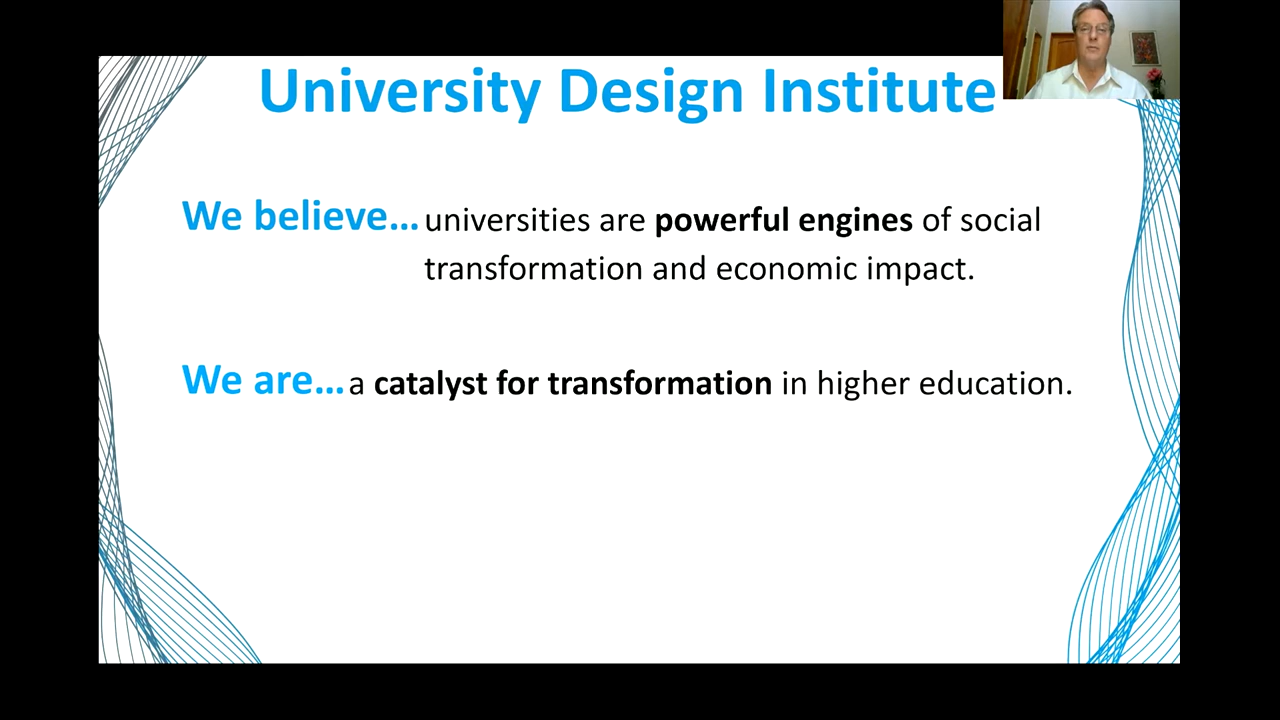 University Design Institute
We believe… universities are powerful engines of social
transformation and economic impact.
We are… a catalyst for transformation in higher education.